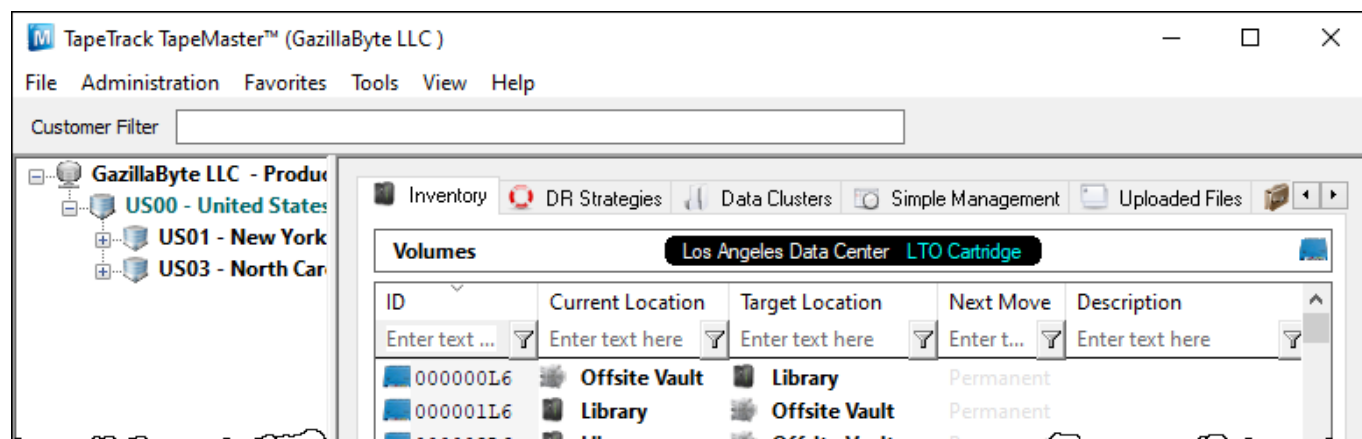 TapeTrack TapeMaster™ (GazillaByte LLC )
File Administration Favorites Tools View Help
Customer Filter
GazillaByte LLC - Produc
US00 - United States
US01 - New York
US03 - North Car
Inventory DR Strategies Data Clusters Simple Management Uploaded Files
Volumes Los Angeles Data Center LTO Cartridge
ID Current Location Target Location Next Move Description
Enter text ... Enter text here Enter text here Enter t... Enter text here
000000L6 Offsite Vault Library Permanent
000001L6 Library Offsite Vault Permanent